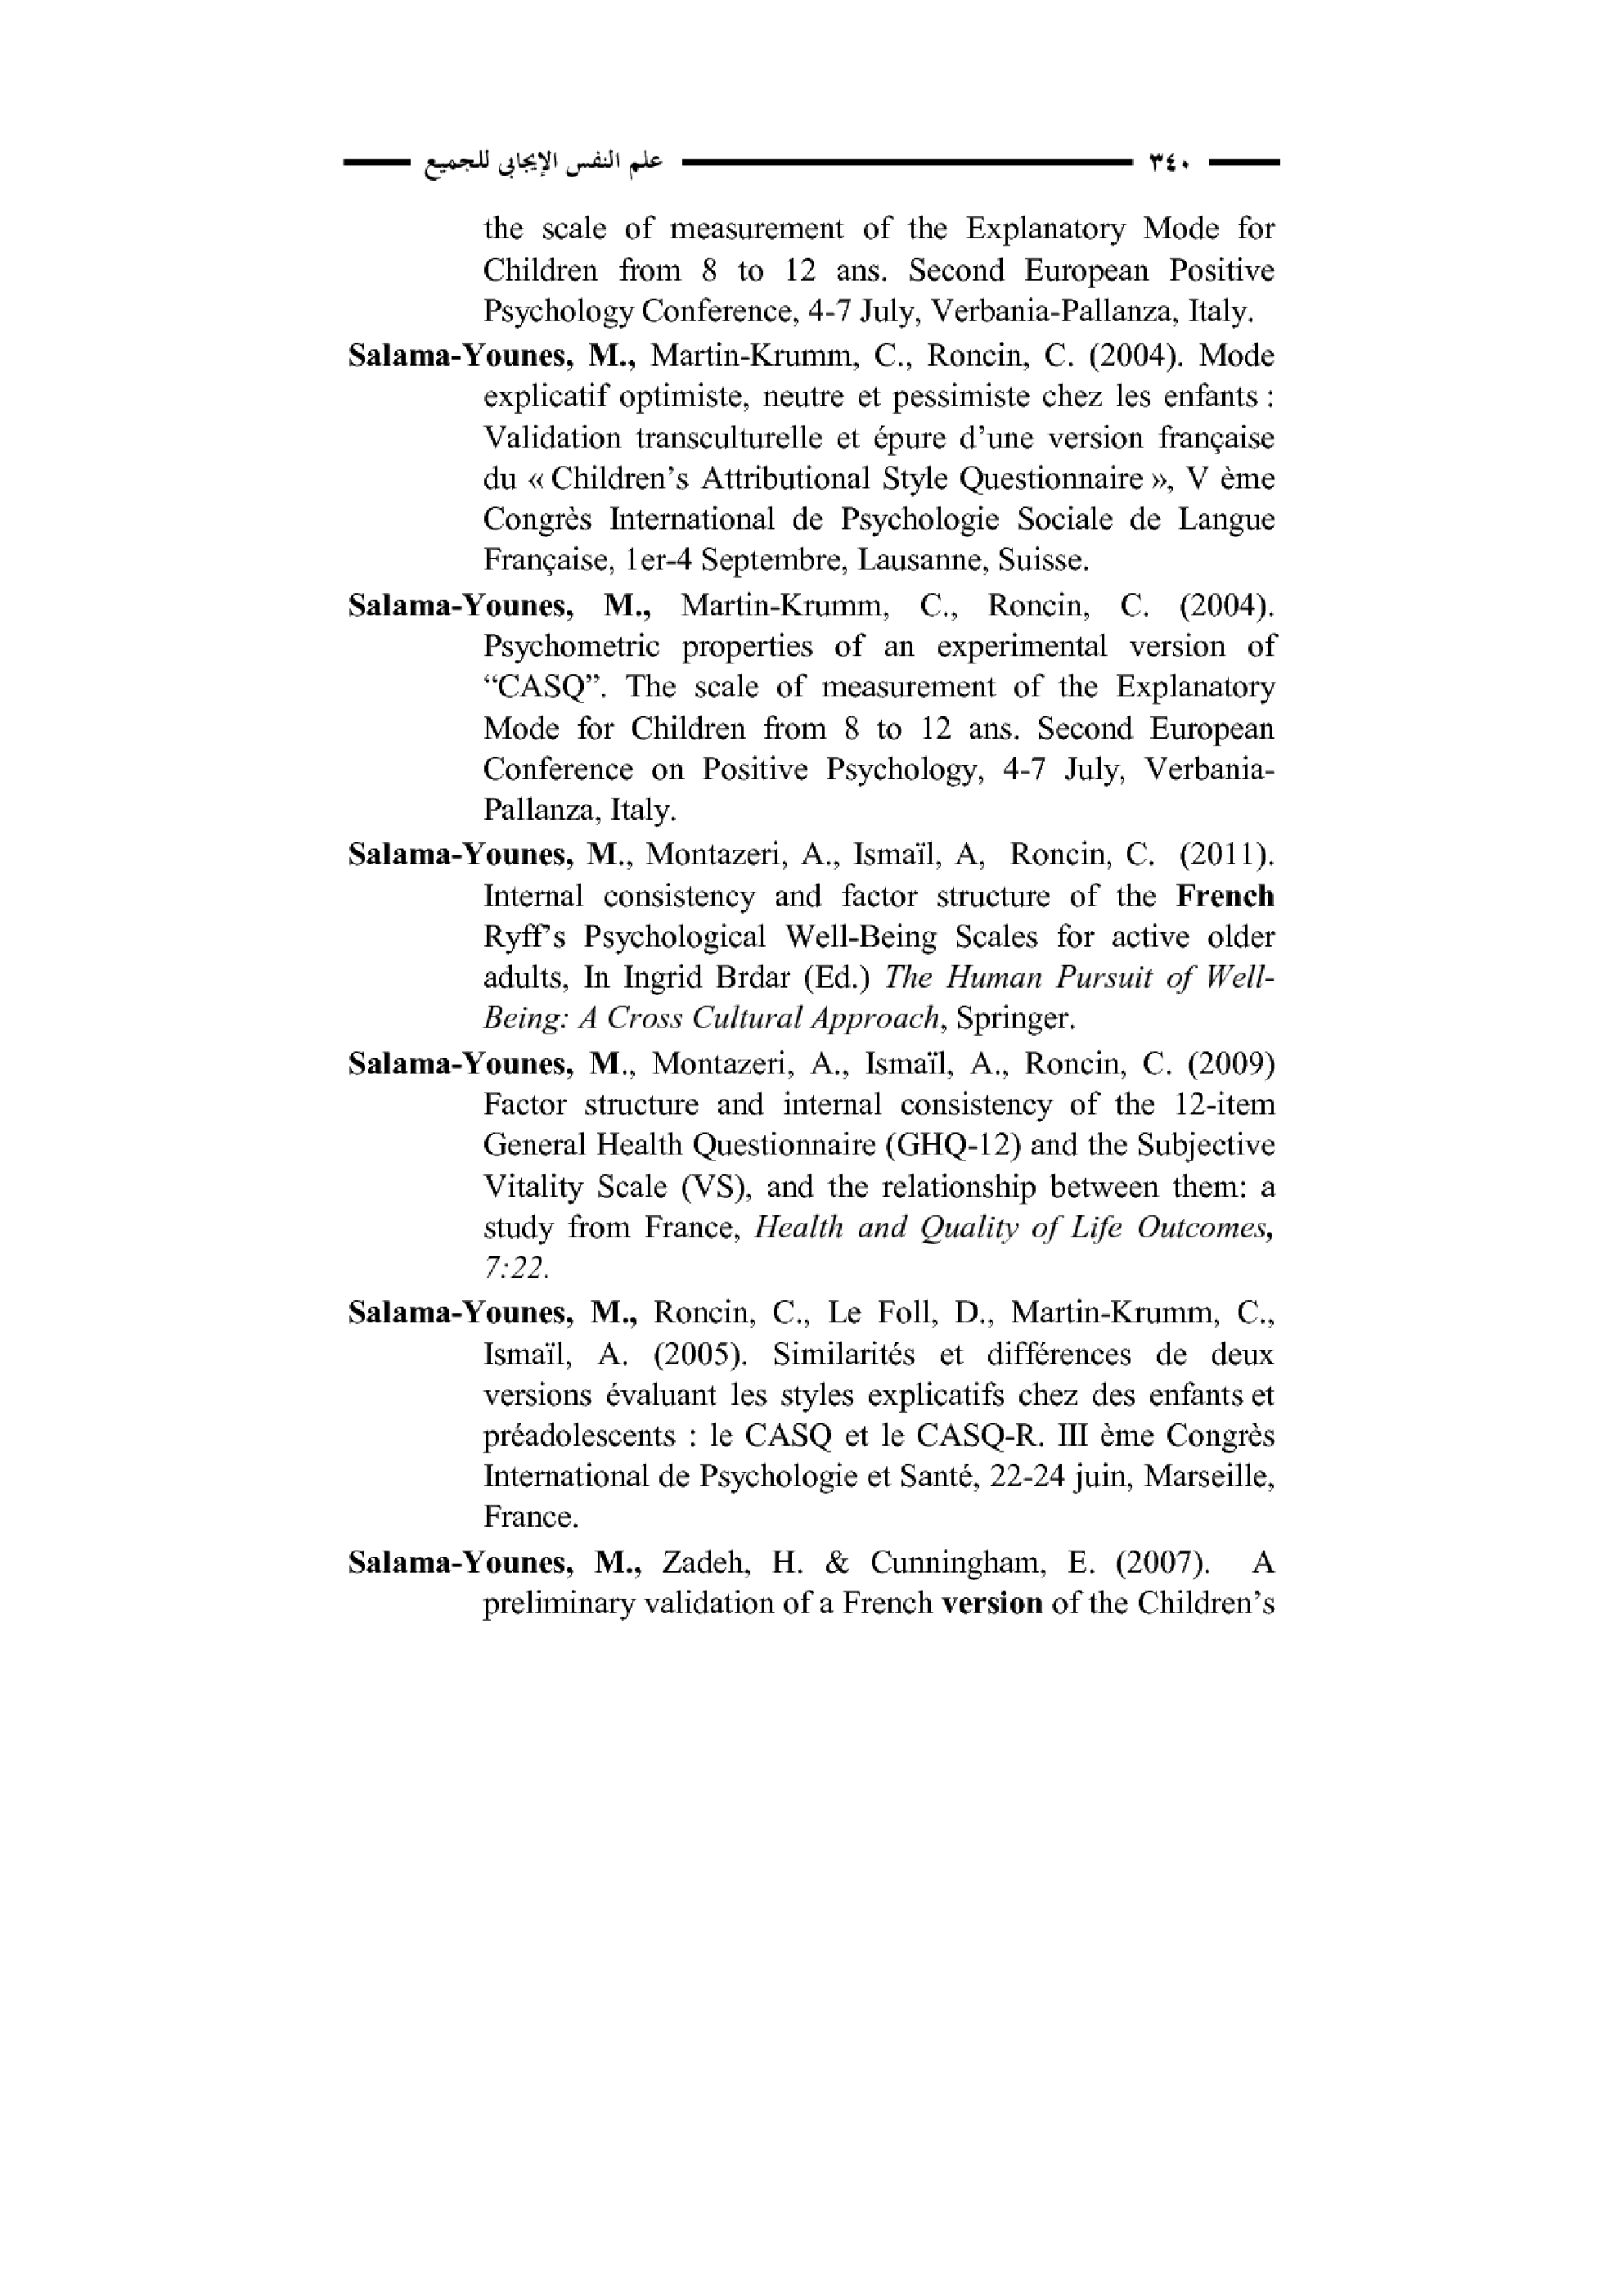 علم النفس الإيجابي للجميع ٣٤٠
the scale of measurement of the Explanatory Mode for
Children from 8 to 12 ans. Second European Positive
Psychology Conference, 4-7 July, Verbania-Pallanza, Italy.
Salama-Younes, M., Martin-Krumm, C., Roncin, C. (2004). Mode
explicatif optimiste, neutre et pessimiste chez les enfants :
Validation transculturelle et épure d’une version française
du « Children’s Attributional Style Questionnaire », V ème
Congrès International de Psychologie Sociale de Langue
Française, 1er-4 Septembre, Lausanne, Suisse.
Salama-Younes, M., Martin-Krumm, C., Roncin, C. (2004).
Psychometric properties of an experimental version of
“CASQ”. The scale of measurement of the Explanatory
Mode for Children from 8 to 12 ans. Second European
Conference on Positive Psychology, 4-7 July, Verbania-
Pallanza, Italy.
Salama-Younes, M., Montazeri, A., Ismaïl, A, Roncin, C. (2011).
Internal consistency and factor structure of the French
Ryff’s Psychological Well-Being Scales for active older
adults, In Ingrid Brdar (Ed.) The Human Pursuit of Well-
Being: A Cross Cultural Approach, Springer.
Salama-Younes, M., Montazeri, A., Ismaïl, A., Roncin, C. (2009)
Factor structure and internal consistency of the 12-item
General Health Questionnaire (GHQ-12) and the Subjective
Vitality Scale (VS), and the relationship between them: a
study from France, Health and Quality of Life Outcomes,
7:22.
Salama-Younes, M., Roncin, C., Le Foll, D., Martin-Krumm, C.,
Ismaïl, A. (2005). Similarités et différences de deux
versions évaluant les styles explicatifs chez des enfants et
préadolescents : le CASQ et le CASQ-R. III ème Congrès
International de Psychologie et Santé, 22-24 juin, Marseille,
France.
Salama-Younes, M., Zadeh, H. & Cunningham, E. (2007). A
preliminary validation of a French version of the Children’s